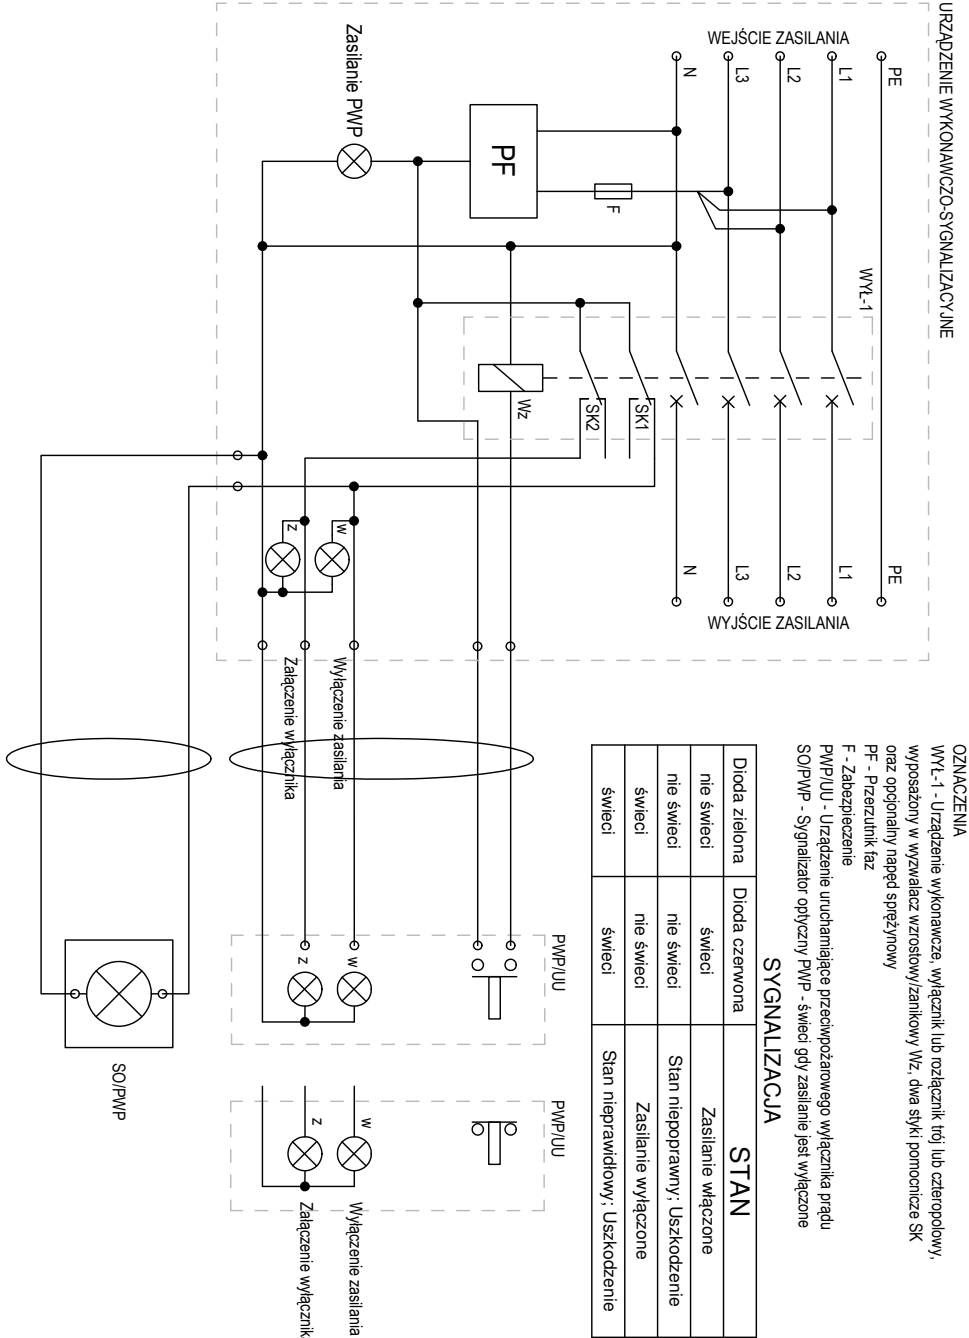 URZĄDZENIE WYKONAWCZO-SYGNALIZACYJNE
WEJŚCIE ZASILANIA
PE
L1
L2
L3
N
WYŁ-1
F
PF
Zasilanie PWP
SK1
SK2
Wz
PE
L1
L2
L3
N
WYJŚCIE ZASILANIA
w
z
Wyłączenie zasilania
Załączenie wyłącznika
PWP/UU
w
z
SO/PWP
PWP/UU
w
z
Wyłączenie zasilania
Załączenie wyłącznik
OZNACZENIA
WYŁ-1 - Urządzenie wykonawcze, wyłącznik lub rozłącznik trój lub czteropolowy,
wyposażony w wyzwalacz wzrostowy/zanikowy Wz, dwa styki pomocnicze SK
oraz opcjonalny napęd sprężynowy
PF - Przerzutnik faz
F - Zabezpieczenie
PWP/UU - Urządzenie uruchamiające przeciwpożarowego wyłącznika prądu
SO/PWP - Sygnalizator optyczny PWP - świeci gdy zasilanie jest wyłączone
SYGNALIZACJA
Dioda zielona Dioda czerwona STAN
nie świeci świeci Zasilanie włączone
nie świeci nie świeci Stan niepoprawny; Uszkodzenie
świeci nie świeci Zasilanie wyłączone
świeci świeci Stan nieprawidłowy; Uszkodzenie